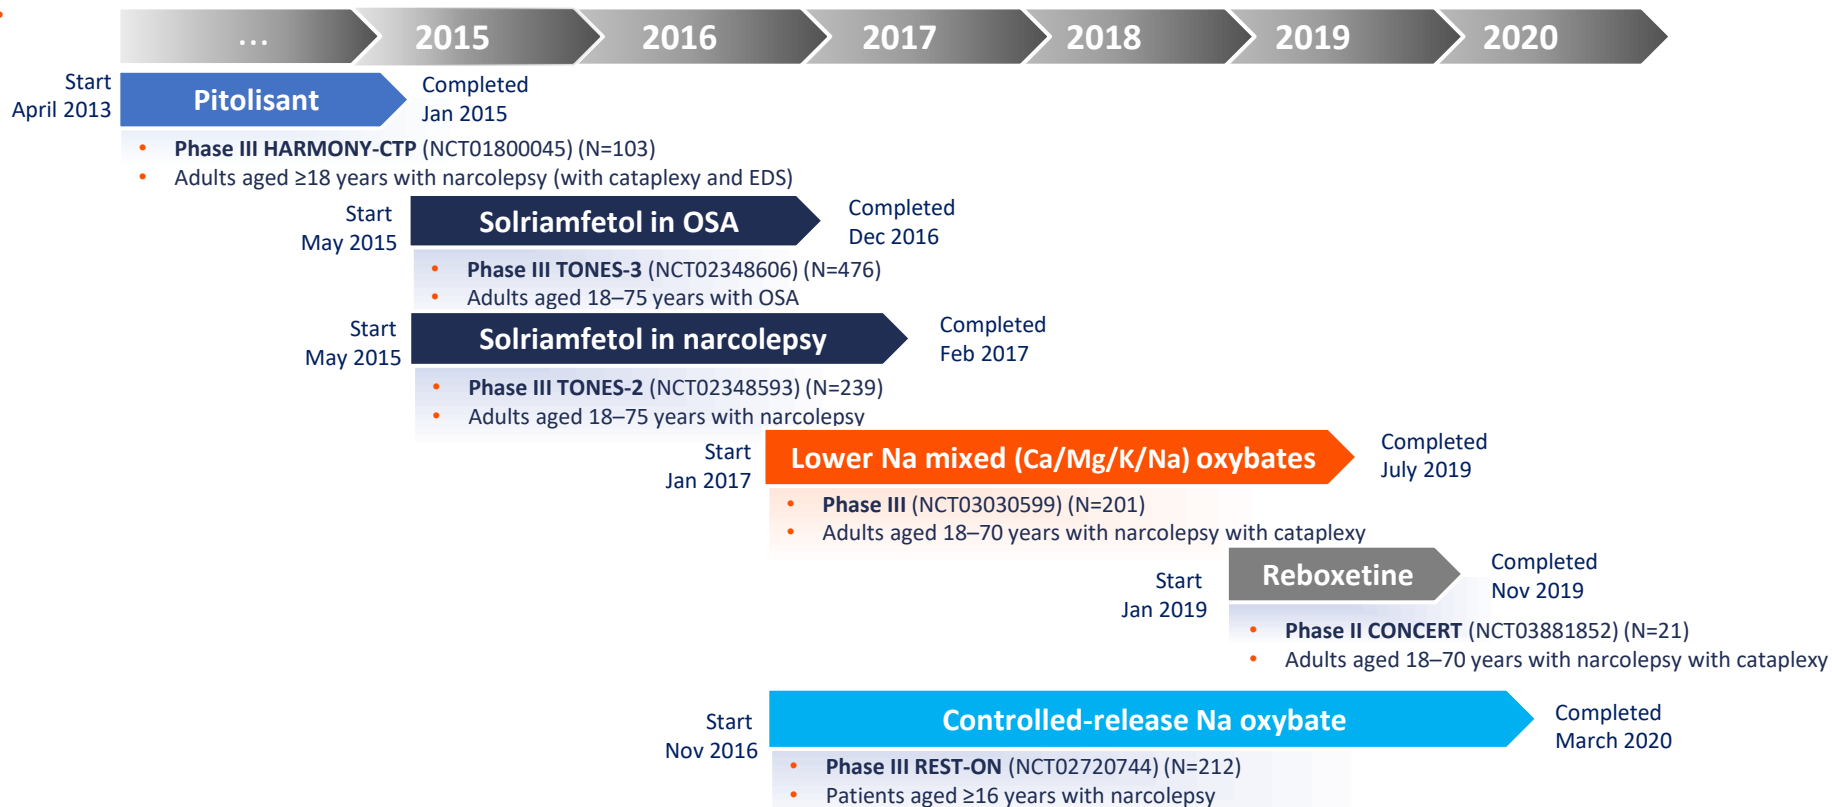 ... 2015 2016 2017 2018 2019 2020
Start
April 2013
Pitolisant
Completed
Jan 2015
• Phase III HARMONY-CTP (NCT01800045) (N=103)
• Adults aged ≥18 years with narcolepsy (with cataplexy and EDS)
Start
May 2015
Solriamfetol in OSA
Completed
Dec 2016
• Phase III TONES-3 (NCT02348606) (N=476)
• Adults aged 18–75 years with OSA
Start
May 2015
Solriamfetol in narcolepsy
Completed
Feb 2017
• Phase III TONES-2 (NCT02348593) (N=239)
• Adults aged 18–75 years with narcolepsy
Start
Jan 2017
Lower Na mixed (Ca/Mg/K/Na) oxybates
Completed
July 2019
• Phase III (NCT03030599) (N=201)
• Adults aged 18–70 years with narcolepsy with cataplexy
Start
Jan 2019
Reboxetine
Completed
Nov 2019
• Phase II CONCERT (NCT03881852) (N=21)
• Adults aged 18–70 years with narcolepsy with cataplexy
Start
Nov 2016
Controlled-release Na oxybate
Completed
March 2020
• Phase III REST-ON (NCT02720744) (N=212)
• Patients aged ≥16 years with narcolepsy